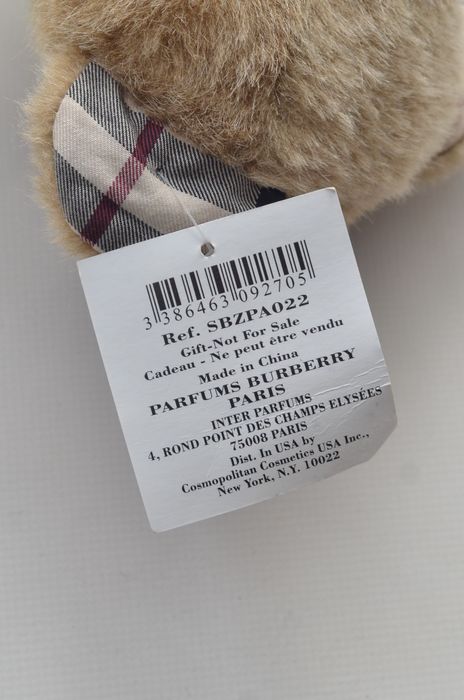 3 386463 092705
Ref. SBZPA022
Gift-Not For Sale
Cadeau - Ne peut être vendu
Made in China
PARFUMS BURBERRY
PARIS
INTER PARFUMS
4, ROND POINT DES CHAMPS ELYSÉES
75008 PARIS
Dist. In USA by
Cosmopolitan Cosmetics USA Inc.,
New York, N.Y. 10022